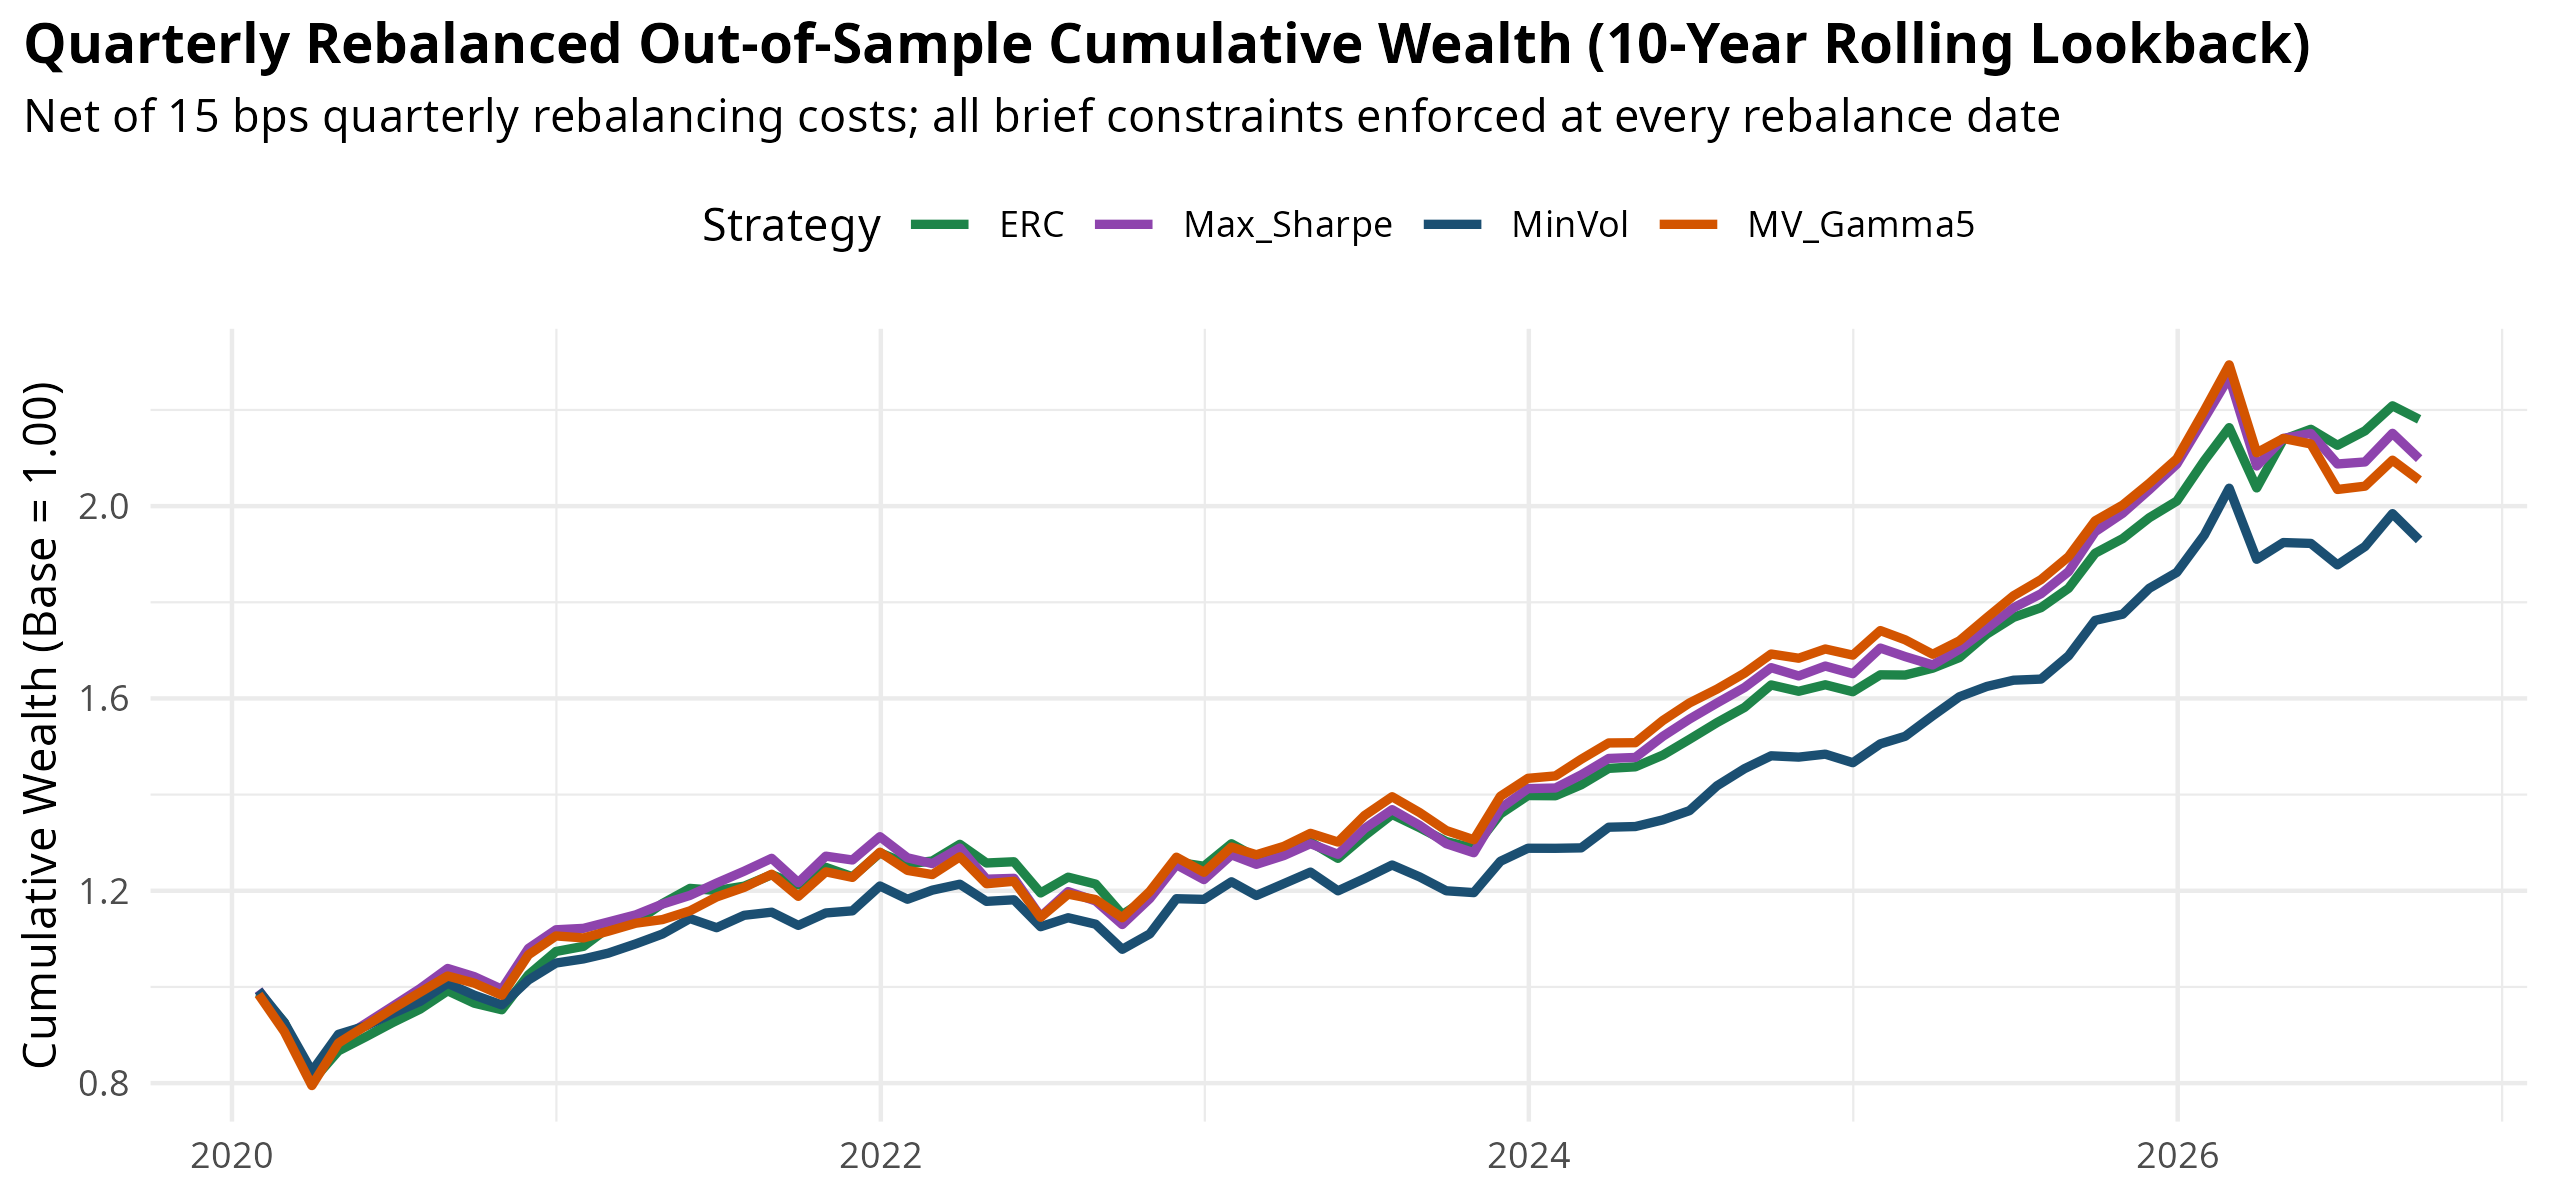 Quarterly Rebalanced Out-of-Sample Cumulative Wealth (10-Year Rolling Lookback)
Net of 15 bps quarterly rebalancing costs; all brief constraints enforced at every rebalance date
Strategy ERC Max_Sharpe MinVol MV_Gamma5
Cumulative Wealth (Base = 1.00)
2.0
1.6
1.2
0.8
2020 2022 2024 2026